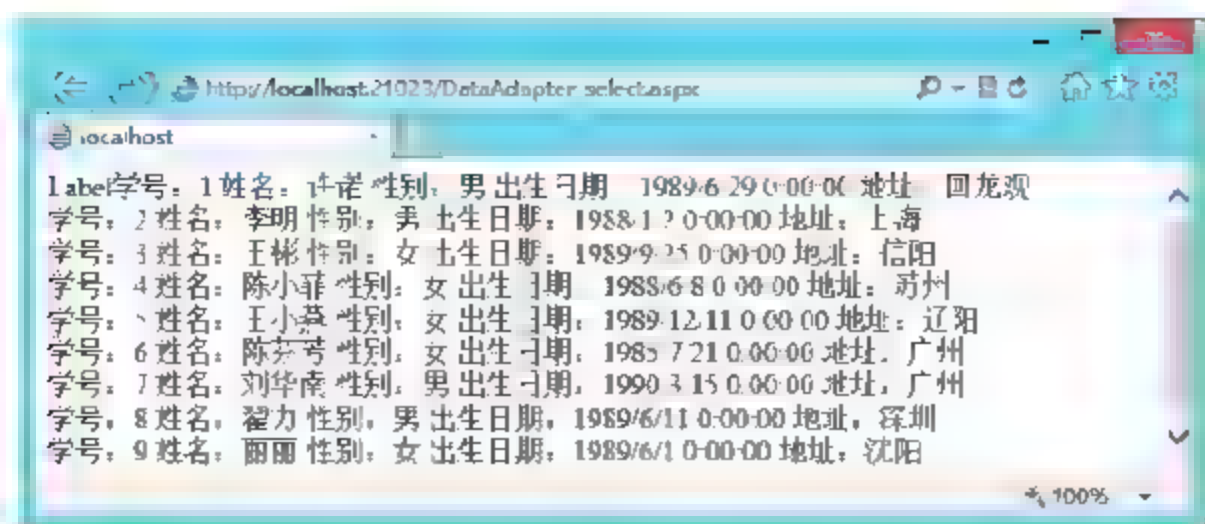 http://localhost:21023/DataAdapter_select.aspx
localhost
Label学号：1 姓名： 性别：男 出生日期：1989/6/29 0:00:00 地址：回龙观
学号：2 姓名：李明 性别：男 出生日期：1988/1/2 0:00:00 地址：上海
学号：3 姓名：王彬 性别：女 出生日期：1989/9/25 0:00:00 地址：信阳
学号：4 姓名：陈小菲 性别：女 出生日期：1988/6/8 0:00:00 地址：苏州
学号： 姓名：王小燕 性别：女 出生日期：1989/12/11 0:00:00 地址：辽阳
学号：6 姓名： 性别：女 出生日期：1985/7/21 0:00:00 地址：广州
学号：7 姓名：刘华南 性别：男 出生日期：1990/3/15 0:00:00 地址：广州
学号：8 姓名：翟力 性别：男 出生日期：1989/6/11 0:00:00 地址：深圳
学号：9 姓名：丽丽 性别：女 出生日期：1989/6/1 0:00:00 地址：沈阳
100%